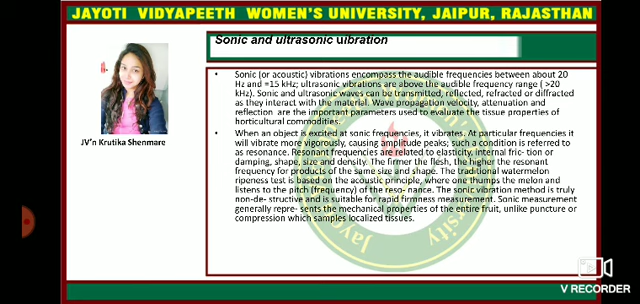 JAYOTI VIDYAPEETH WOMEN'S UNIVERSITY, JAIPUR, RAJASTHAN
Sonic and ultrasonic uibration
• Sonic (or acoustic) vibrations encompass the audible frequencies between about 20
Hz and =15 kHz; ultrasonic vibrations are above the audible frequency range ( >20
kHz). Sonic and ultrasonic waves can be transmitted, reflected, refracted or diffracted
as they interact with the material. Wave propagation velocity, attenuation and
reflection are the important parameters used to evaluate the tissue properties of
horticultural commodities.
• When an object is excited at sonic frequencies, it vibrates. At particular frequencies it
will vibrate more vigorously, causing amplitude peaks; such a condition is referred to
as resonance. Resonant frequencies are related to elasticity, internal fric- tion or
damping, shape, size and density. The firmer the flesh, the higher the resonant
frequency for products of the same size and shape. The traditional watermelon
ripeness test is based on the acoustic principle, where one thumps the melon and
listens to the pitch (frequency) of the reso- nance. The sonic vibration method is truly
non-de- structive and is suitable for rapid firmness measurement. Sonic measurement
generally repre- sents the mechanical properties of the entire fruit, unlike puncture or
compression which samples localized tissues.
JV'n Krutika Shenmare
V RECORDER